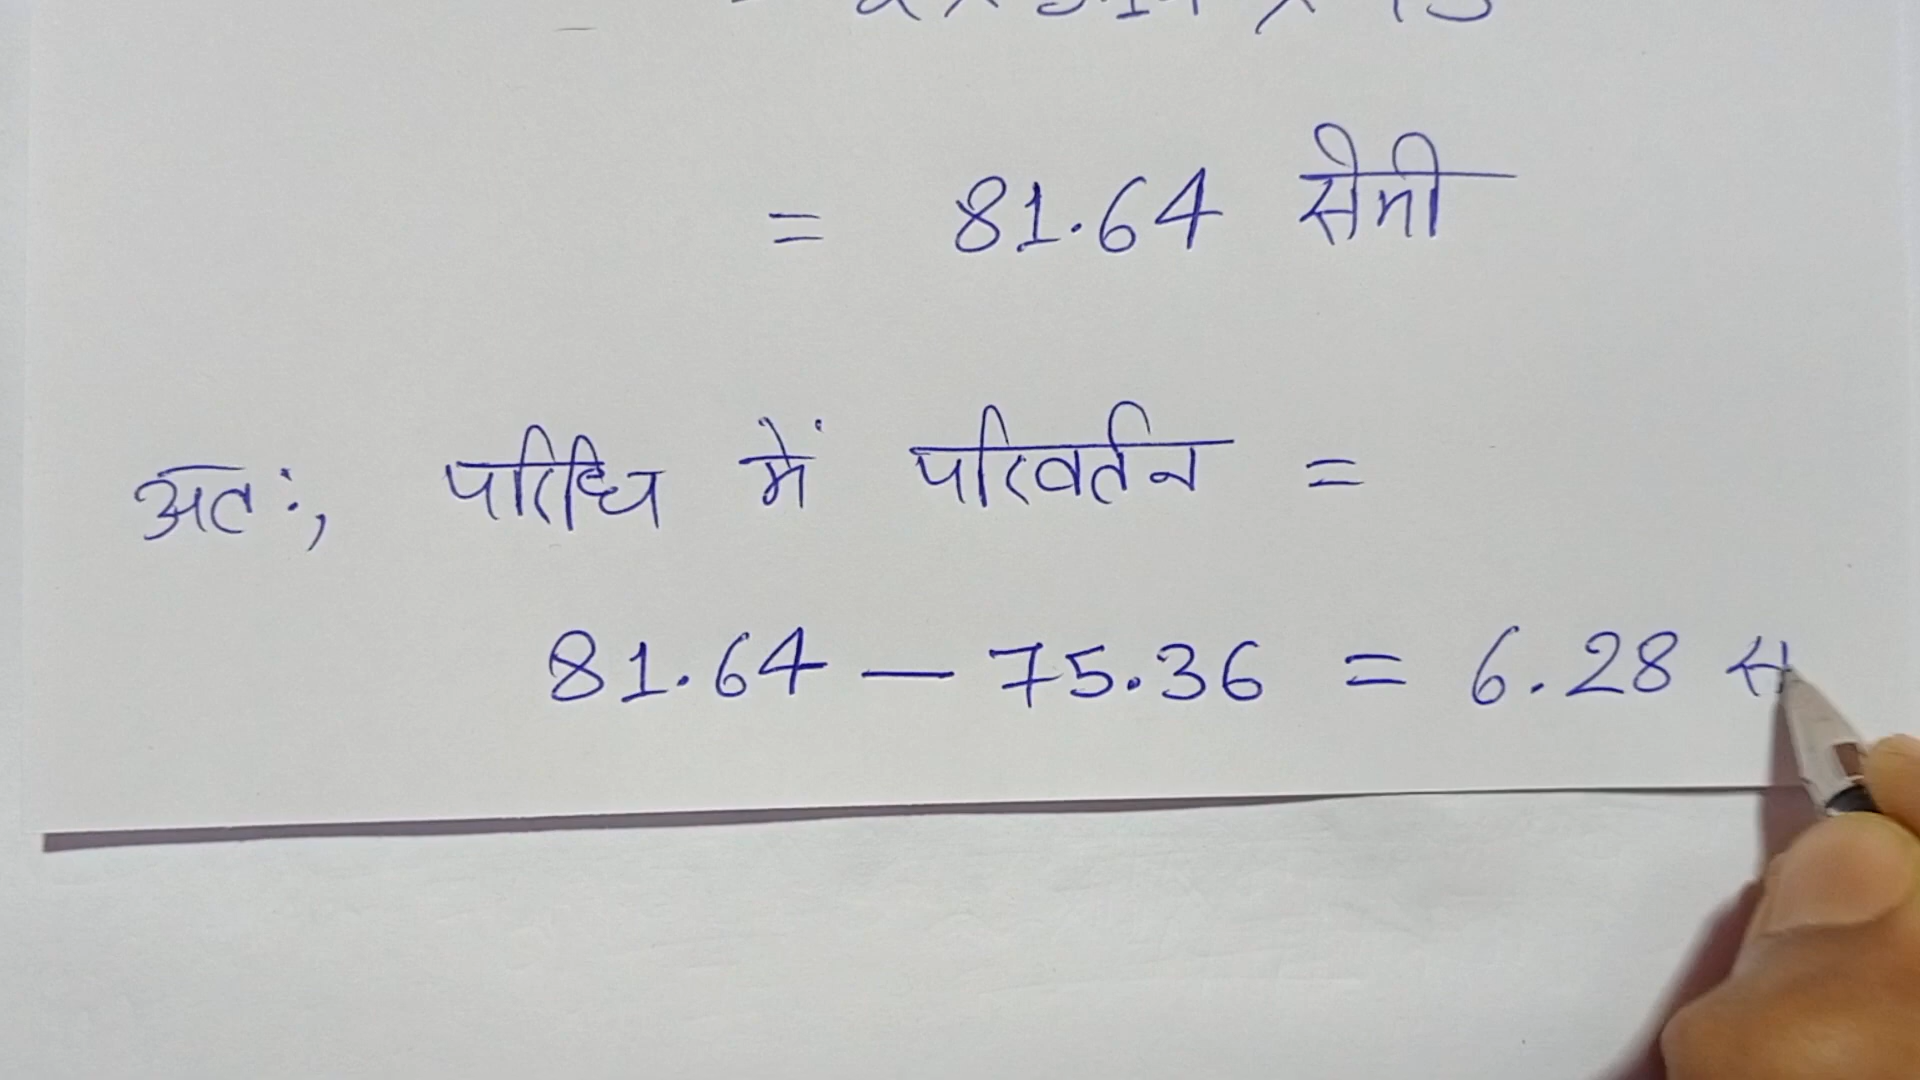 = 81.64 सेमी
अतः, परिधि में परिवर्तन =
81.64 — 75.36 = 6.28